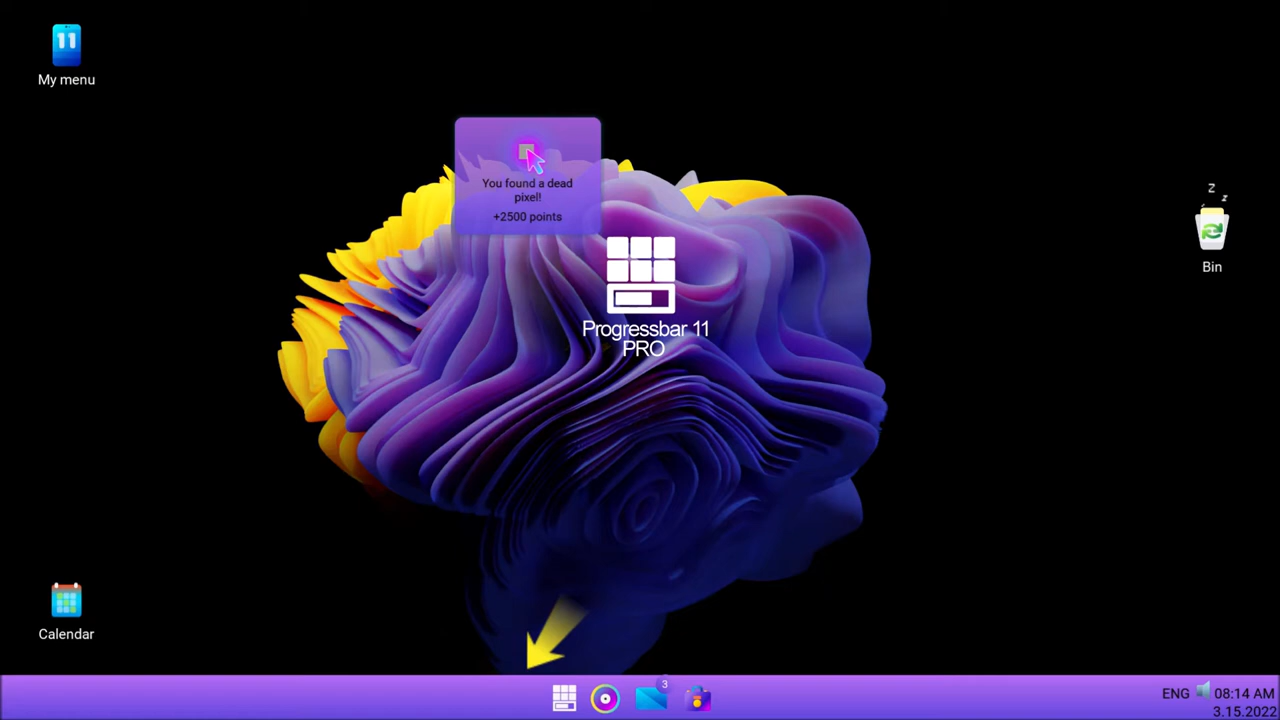 11
My menu
You found a dead
pixel!
+2500 points
z
z
Bin
Progressbar 11
PRO
Calendar
3
ENG 08:14 AM
3.15.2022